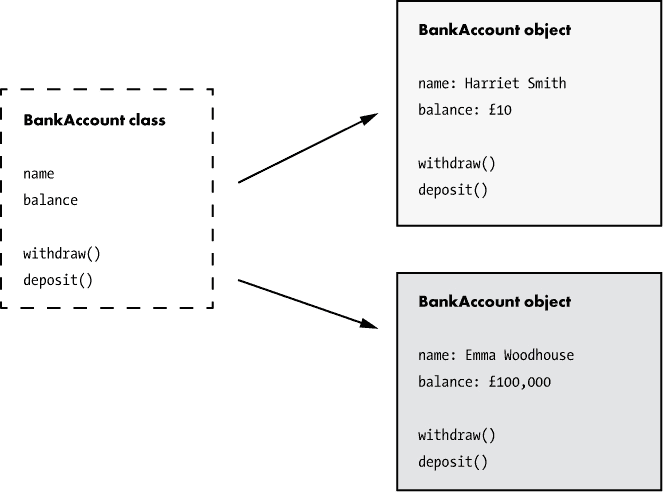 BankAccount class
name
balance
withdraw()
deposit()
BankAccount object
name: Harriet Smith
balance: £10
withdraw()
deposit()
BankAccount object
name: Emma Woodhouse
balance: £100,000
withdraw()
deposit()